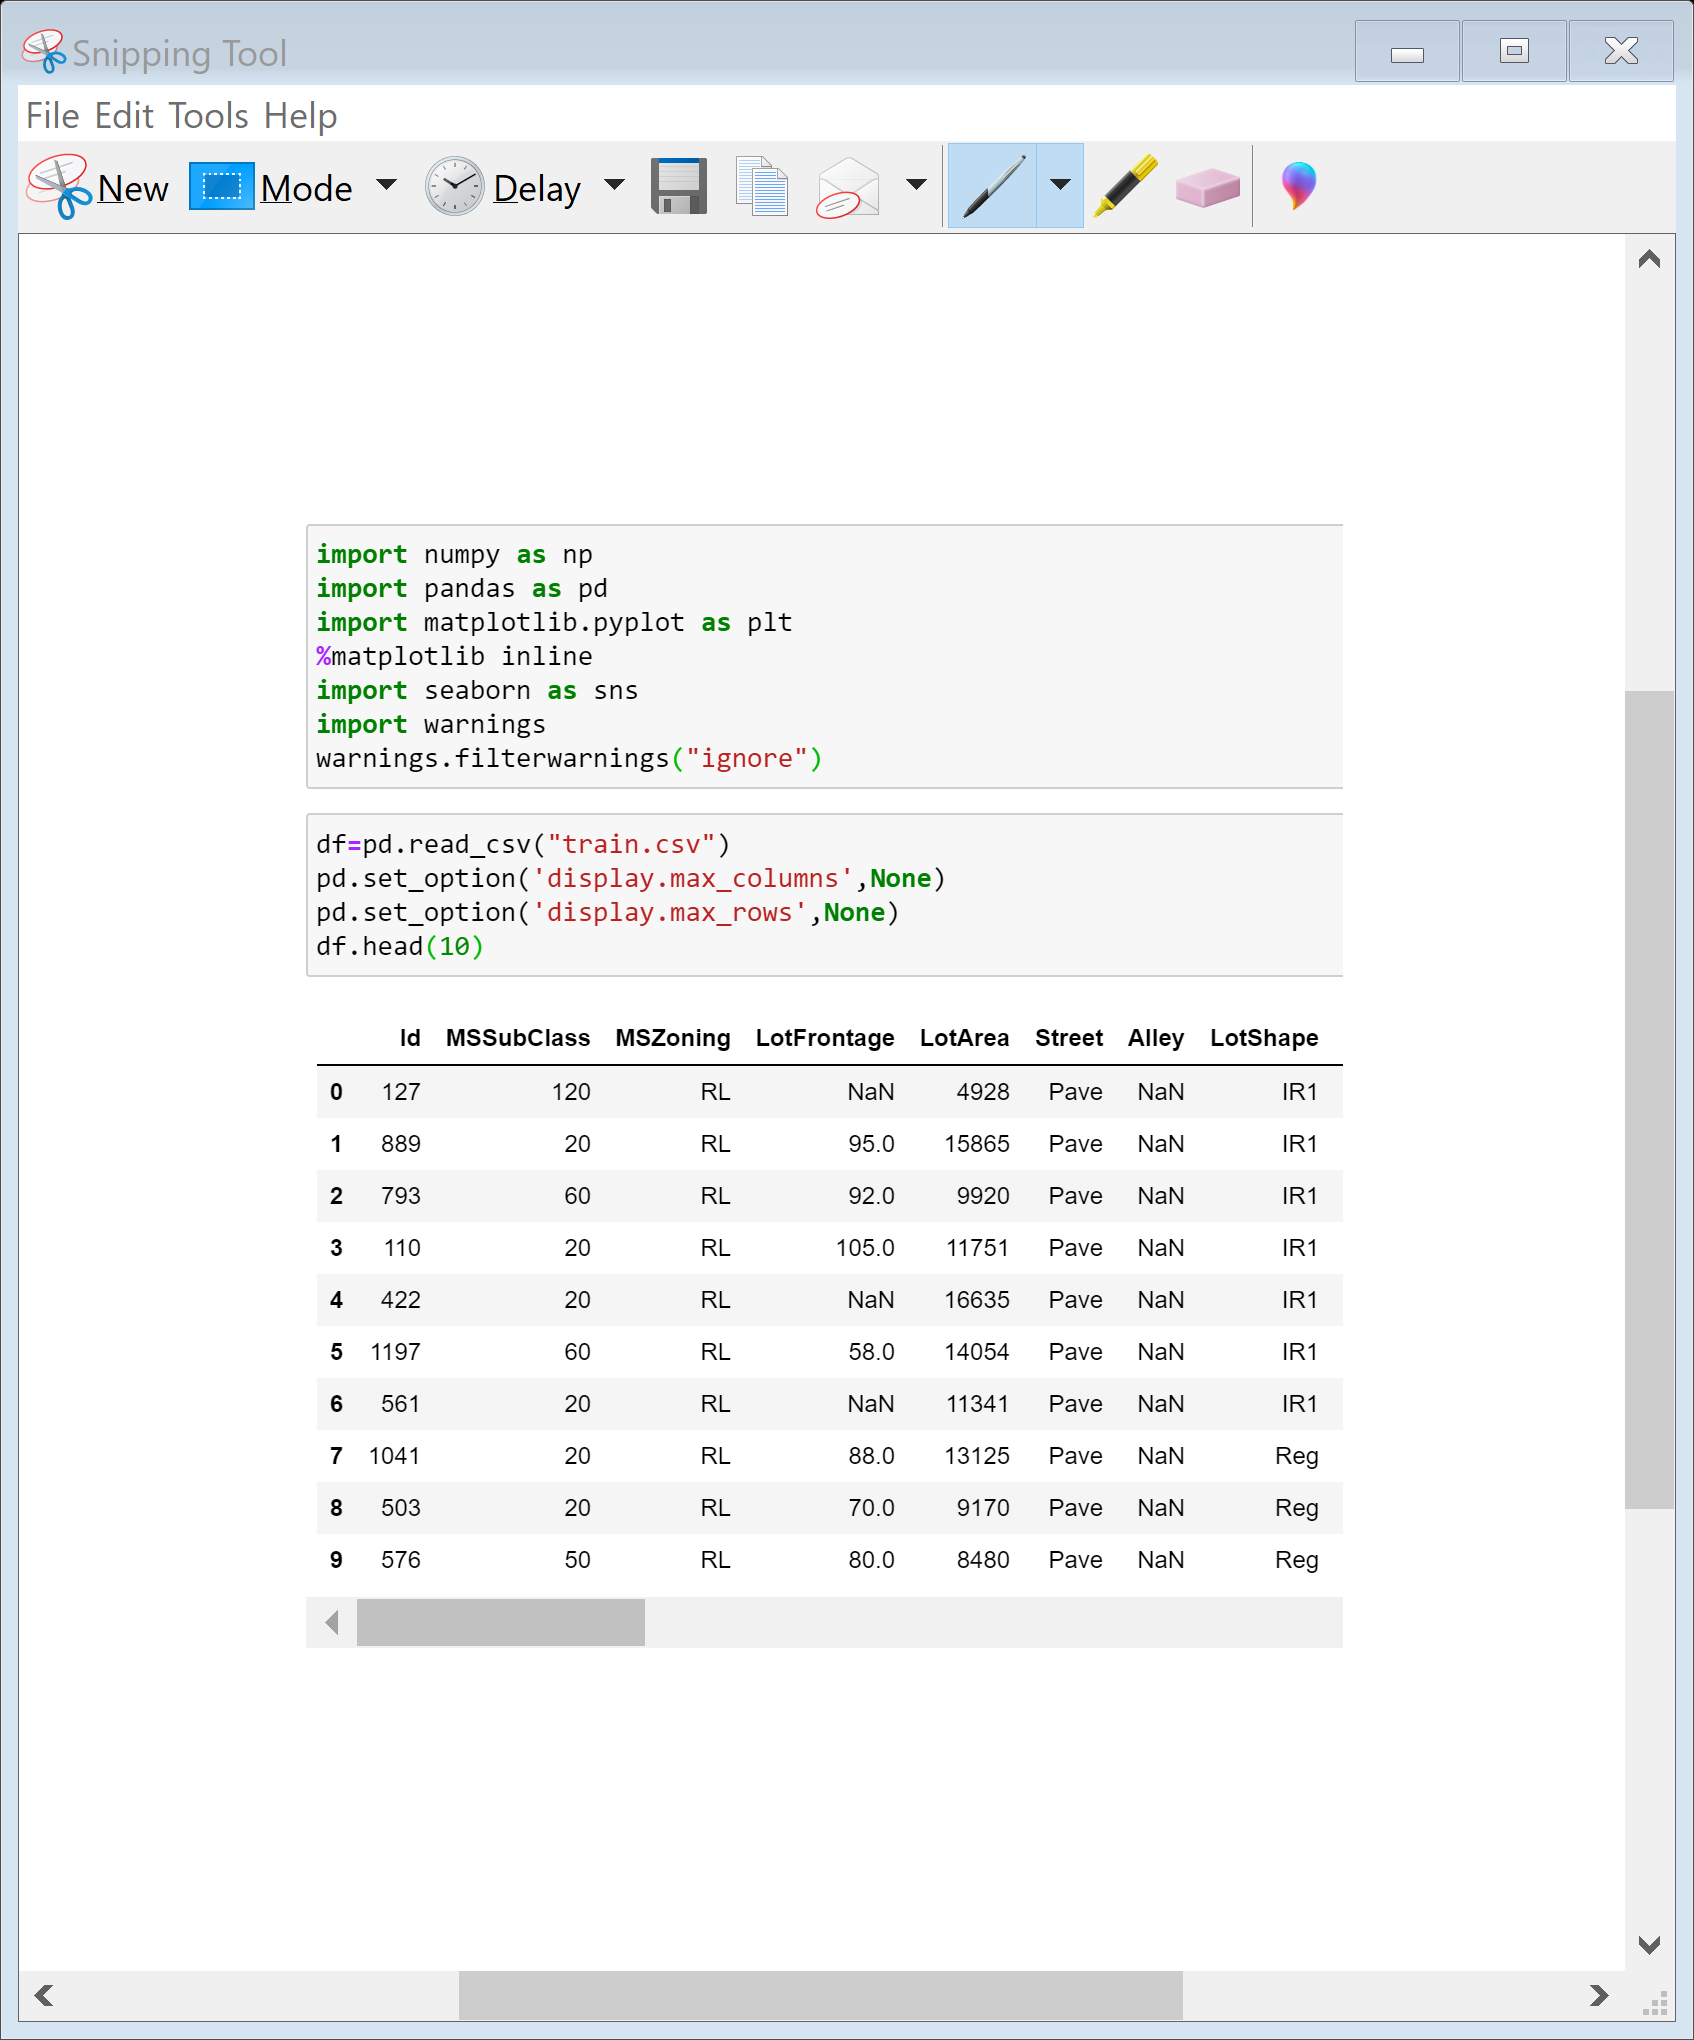 Snipping Tool
File Edit Tools Help
New Mode Delay
import numpy as np
import pandas as pd
import matplotlib.pyplot as plt
%matplotlib inline
import seaborn as sns
import warnings
warnings.filterwarnings("ignore")
df=pd.read_csv("train.csv")
pd.set_option('display.max_columns',None)
pd.set_option('display.max_rows',None)
df.head(10)
Id MSSubClass MSZoning LotFrontage LotArea Street Alley LotShape
0 127 120 RL NaN 4928 Pave NaN IR1
1 889 20 RL 95.0 15865 Pave NaN IR1
2 793 60 RL 92.0 9920 Pave NaN IR1
3 110 20 RL 105.0 11751 Pave NaN IR1
4 422 20 RL NaN 16635 Pave NaN IR1
5 1197 60 RL 58.0 14054 Pave NaN IR1
6 561 20 RL NaN 11341 Pave NaN IR1
7 1041 20 RL 88.0 13125 Pave NaN Reg
8 503 20 RL 70.0 9170 Pave NaN Reg
9 576 50 RL 80.0 8480 Pave NaN Reg